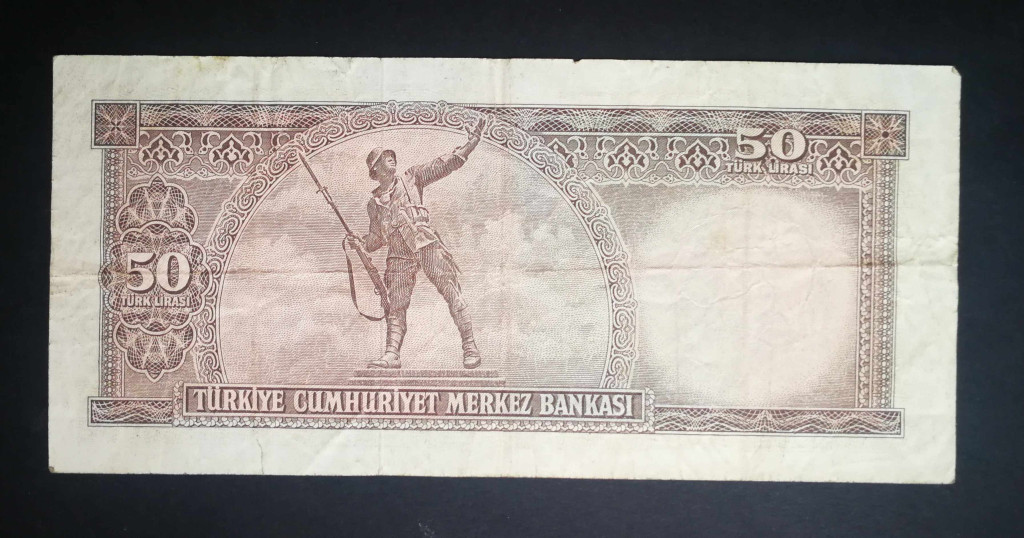 50
TÜRK LİRASI
50
TÜRK LİRASI
TÜRKİYE CUMHURİYET MERKEZ BANKASI